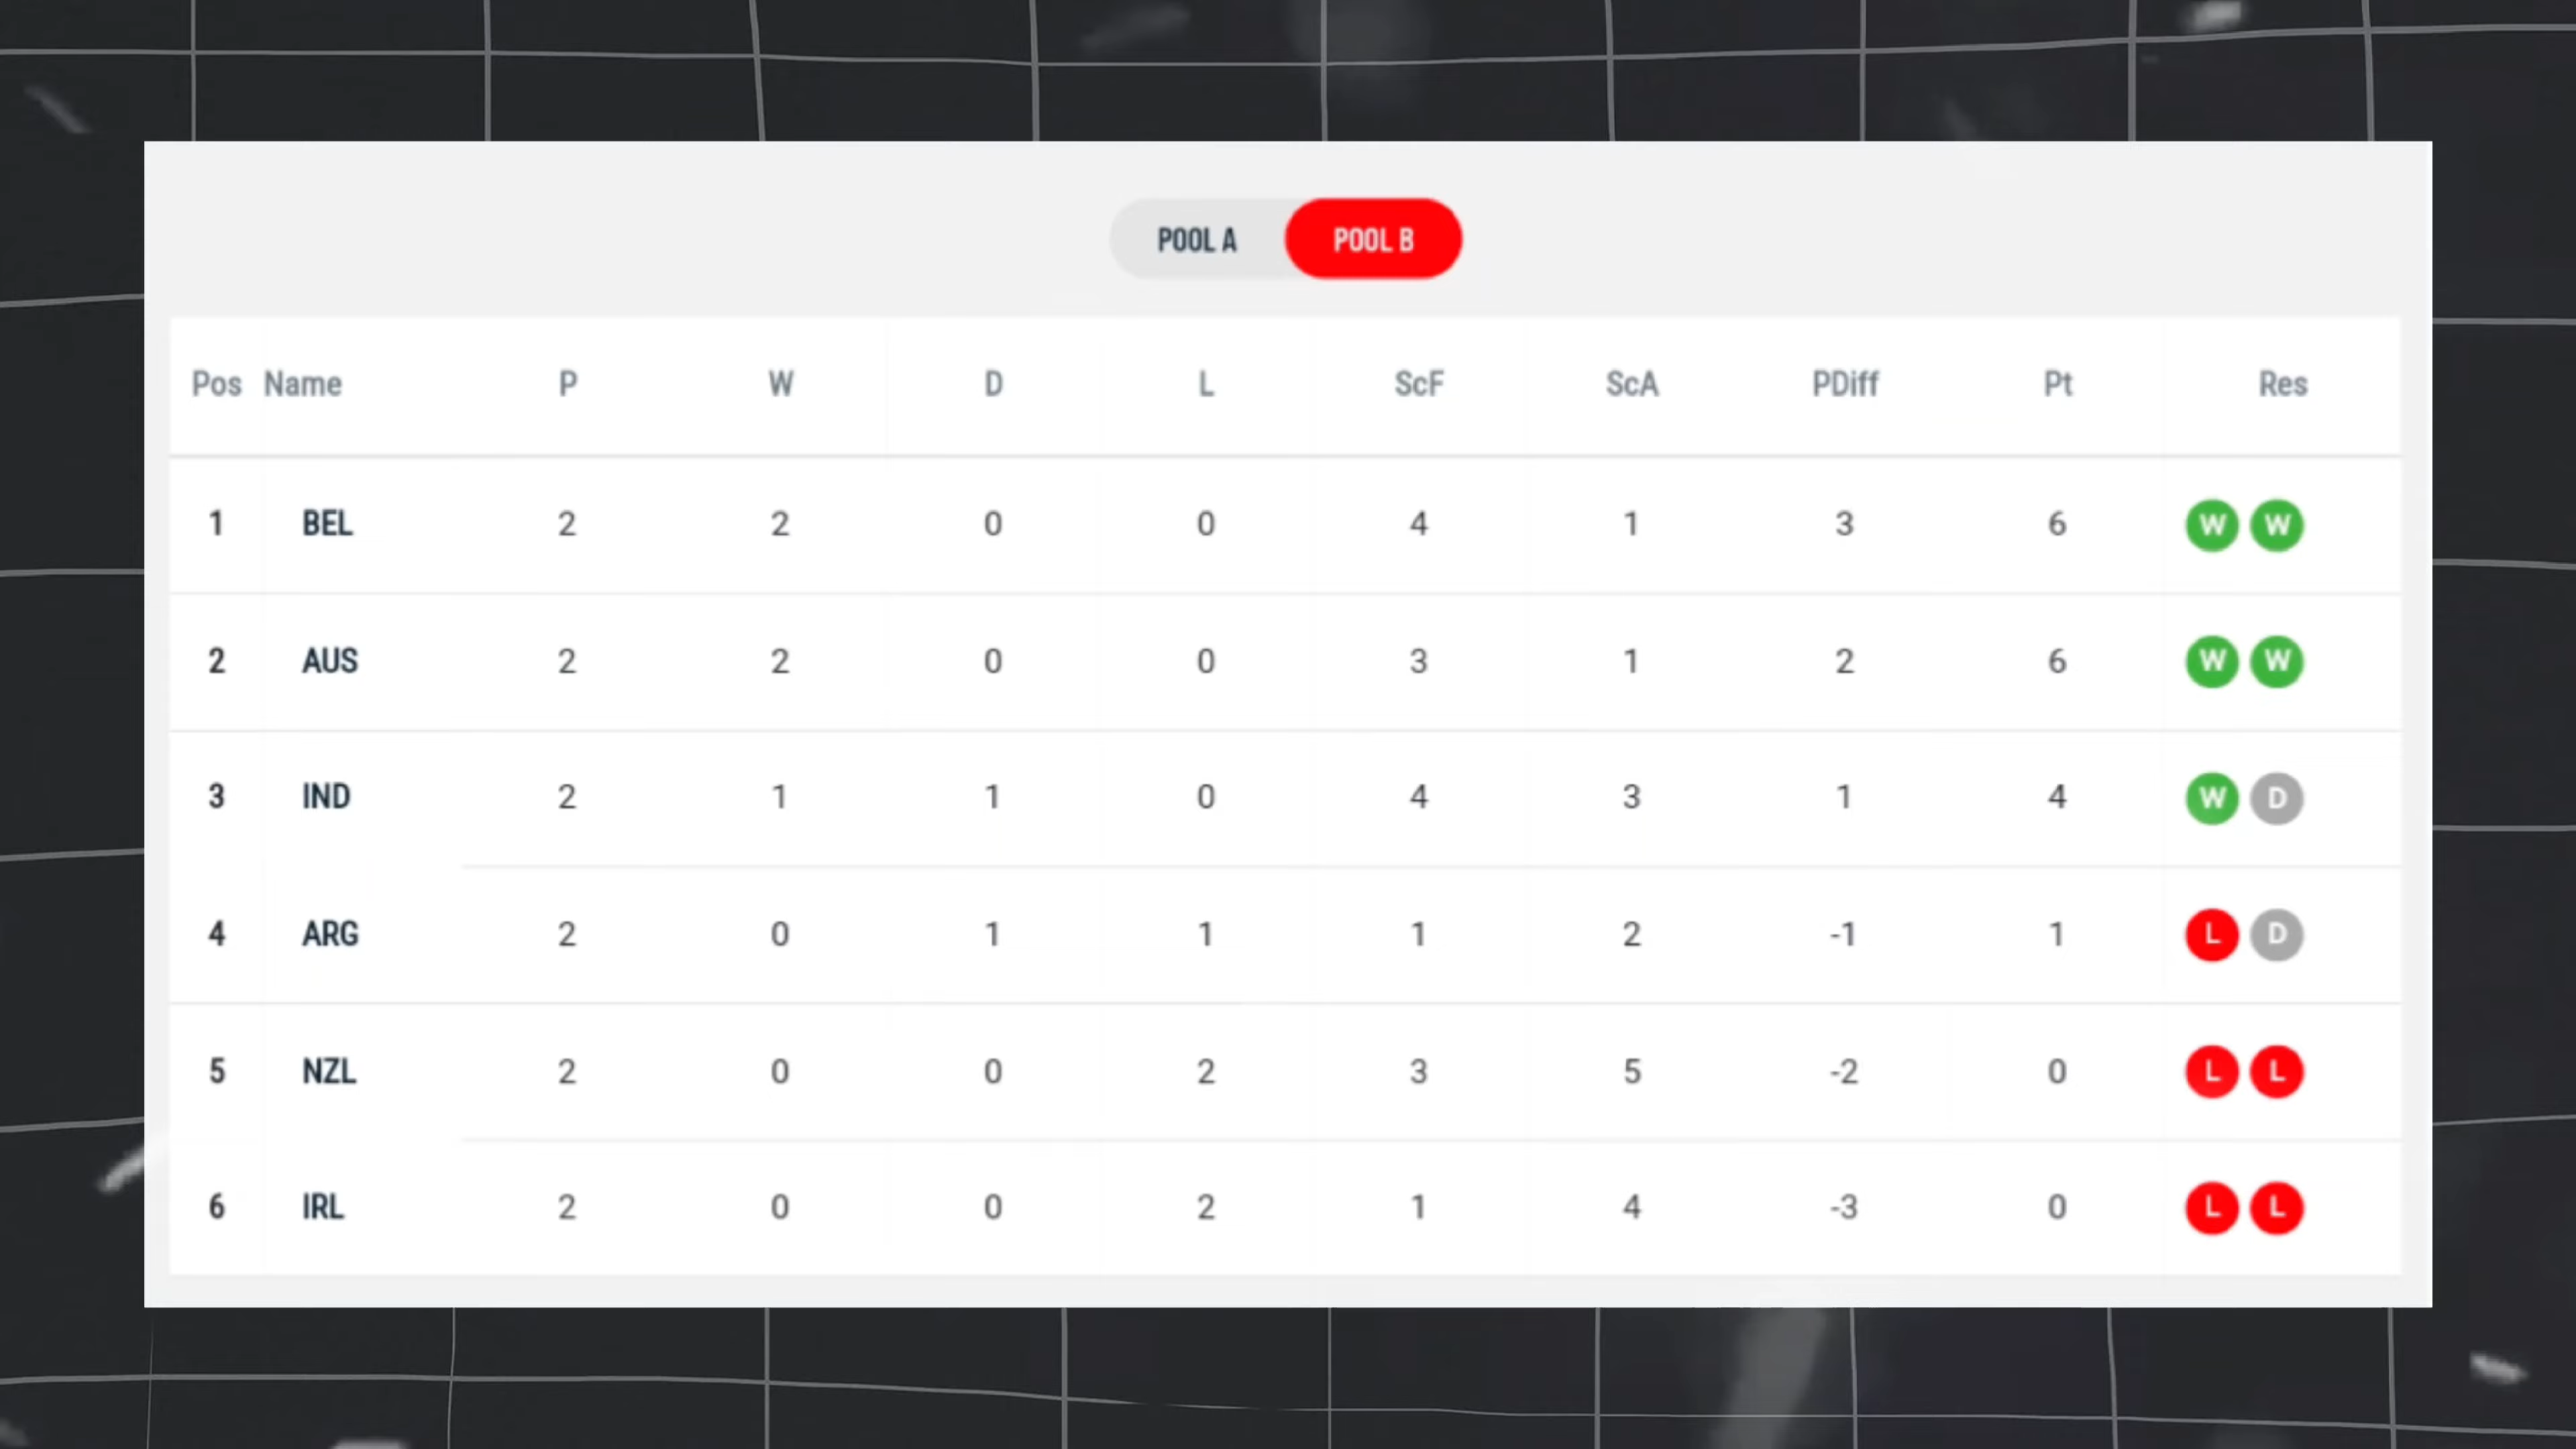 POOL A POOL B
Pos Name P W D L ScF ScA PDiff Pt Res
1 BEL 2 2 0 0 4 1 3 6 W W
2 AUS 2 2 0 0 3 1 2 6 W W
3 IND 2 1 1 0 4 3 1 4 W D
4 ARG 2 0 1 1 1 2 -1 1 L D
5 NZL 2 0 0 2 3 5 -2 0 L L
6 IRL 2 0 0 2 1 4 -3 0 L L